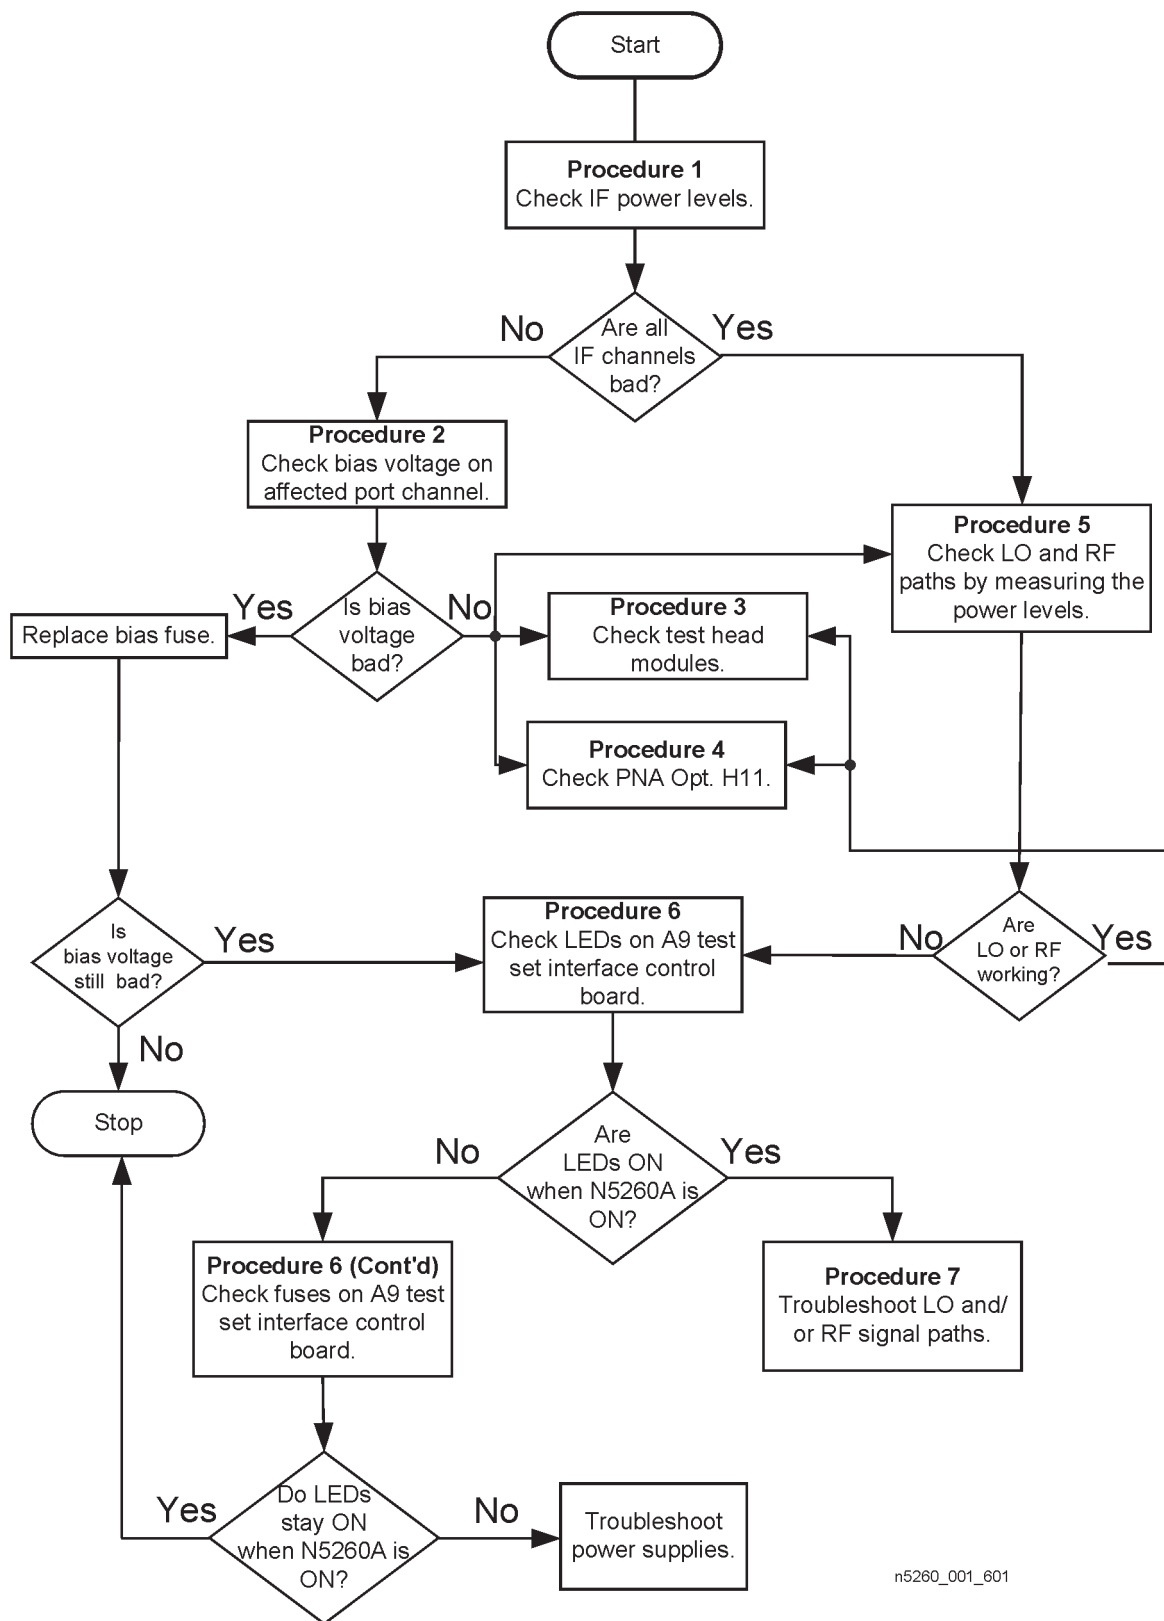 Start
Procedure 1
Check IF power levels.
No
Yes
Are all
IF channels
bad?
Procedure 2
Check bias voltage on
affected port channel.
Procedure 5
Check LO and RF
paths by measuring the
power levels.
Yes
No
Is bias
voltage
bad?
Replace bias fuse.
Procedure 3
Check test head
modules.
Procedure 4
Check PNA Opt. H11.
Is
bias voltage
still bad?
Yes
No
Procedure 6
Check LEDs on A9 test
set interface control
board.
No
Yes
Are
LO or RF
working?
Stop
No
Yes
Are
LEDs ON
when N5260A is
ON?
Procedure 6 (Cont'd)
Check fuses on A9 test
set interface control
board.
Procedure 7
Troubleshoot LO and/
or RF signal paths.
Yes
No
Do LEDs
stay ON
when N5260A is
ON?
Troubleshoot
power supplies.
n5260_001_601